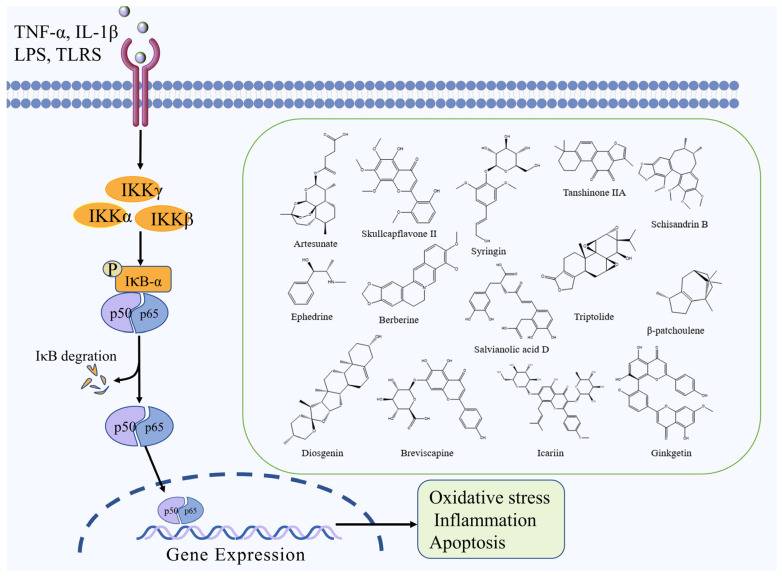 TNF-α, IL-1β
LPS, TLRS
IKKγ
IKKα
IKKβ
P
IκB-α
p50
p65
IκB degration
p50
p65
p50
p65
Gene Expression
Oxidative stress
Inflammation
Apoptosis
Artesunate
Skullcapflavone II
Syringin
Tanshinone IIA
Schisandrin B
Ephedrine
Berberine
Salvianolic acid D
Triptolide
β-patchoulene
Diosgenin
Breviscapine
Icariin
Ginkgetin